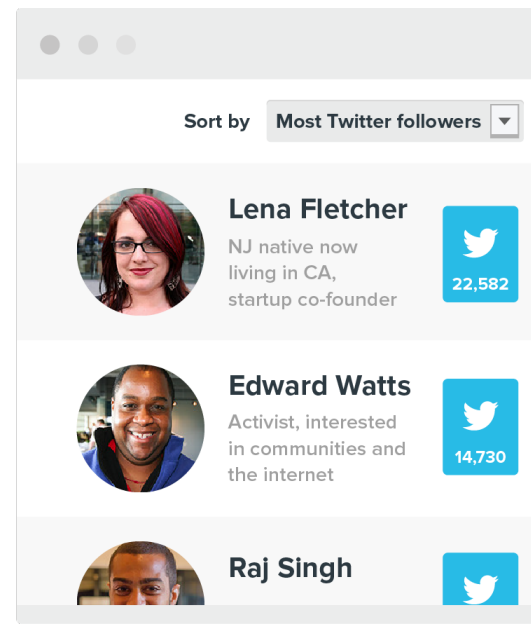 Sort by Most Twitter followers
Lena Fletcher
NJ native now
living in CA,
startup co-founder
22,582
Edward Watts
Activist, interested
in communities and
the internet
14,730
Raj Singh